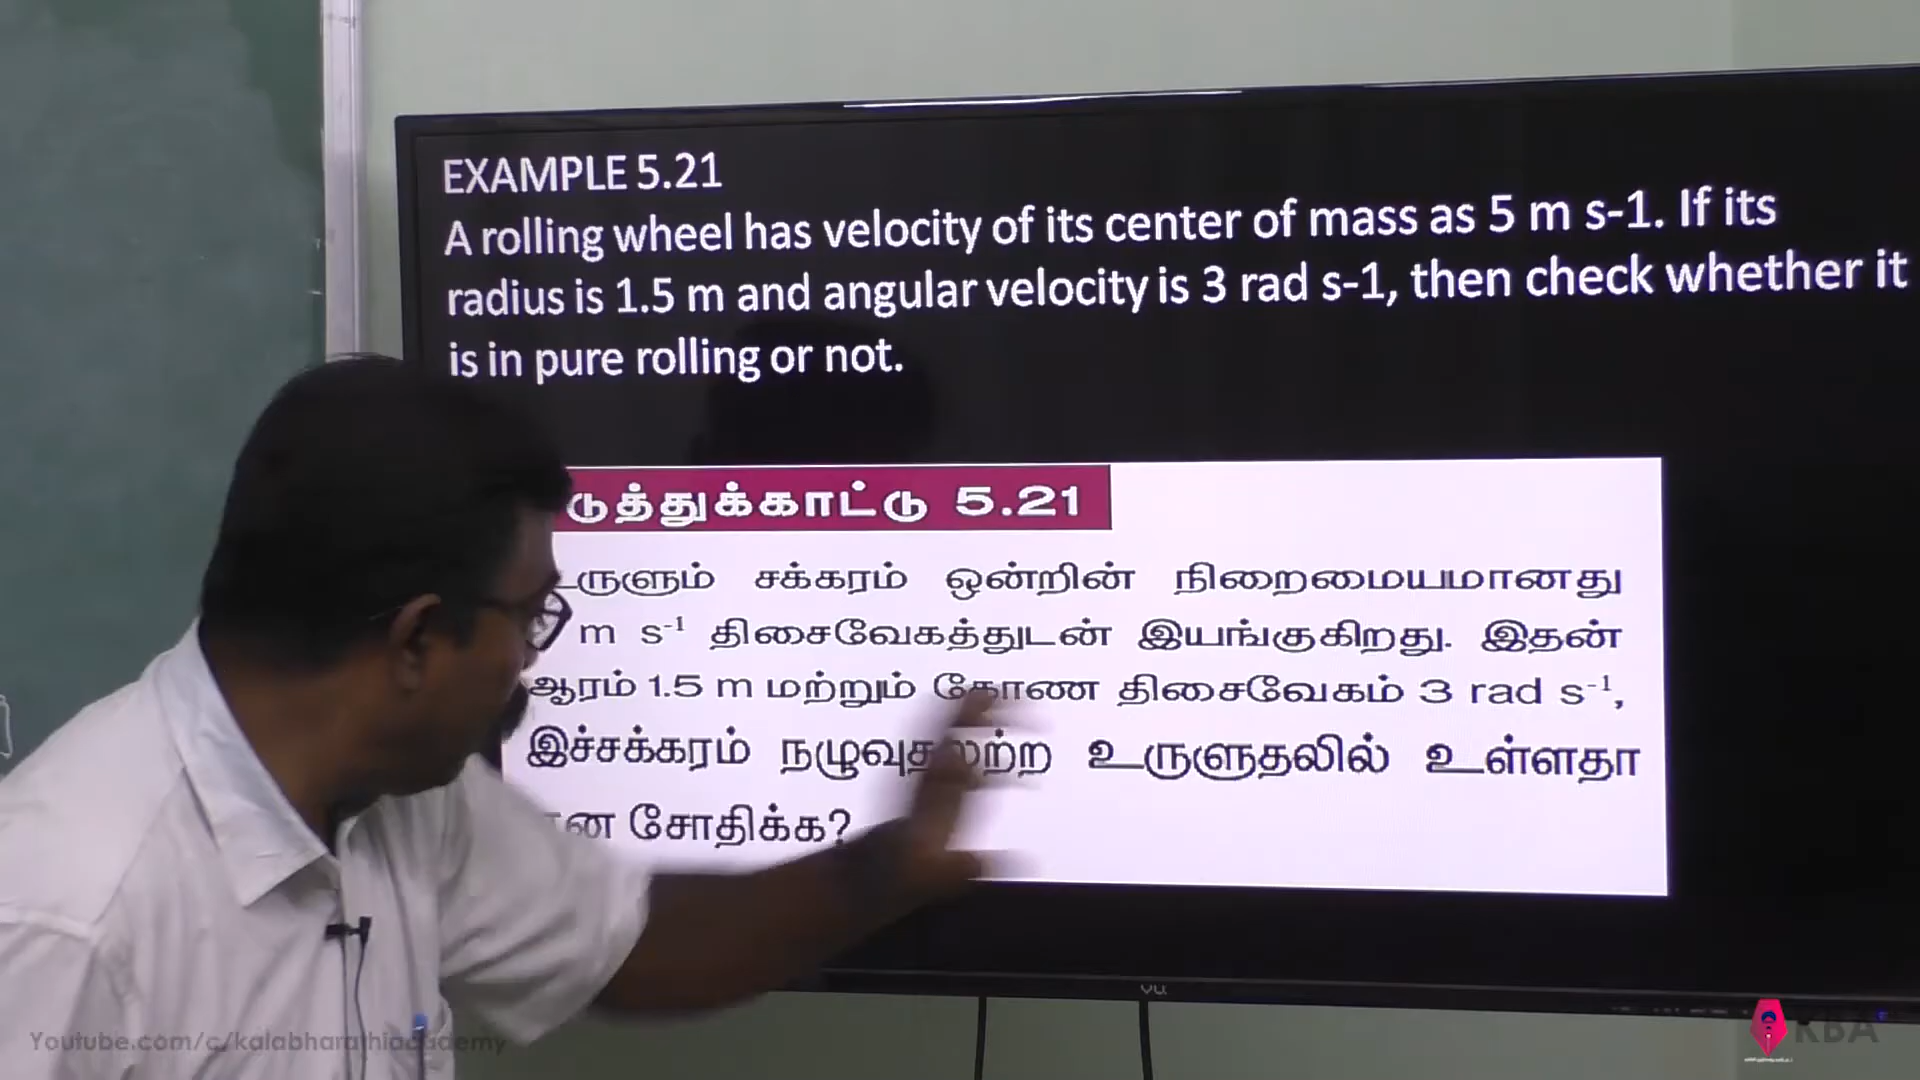 EXAMPLE 5.21
A rolling wheel has velocity of its center of mass as 5 m s-1. If its
radius is 1.5 m and angular velocity is 3 rad s-1, then check whether it
is in pure rolling or not.
டுத்துக்காட்டு 5.21
உருளும் சக்கரம் ஒன்றின் நிறைமையமானது
m s-1 திசைவேகத்துடன் இயங்குகிறது. இதன்
ஆரம் 1.5 m மற்றும் கோண திசைவேகம் 3 rad s-1,
இச்சக்கரம் நழுவுதலற்ற உருளுதலில் உள்ளதா
சோதிக்க?
VU
Youtube.com/c/kalabharathiacademy
KBA